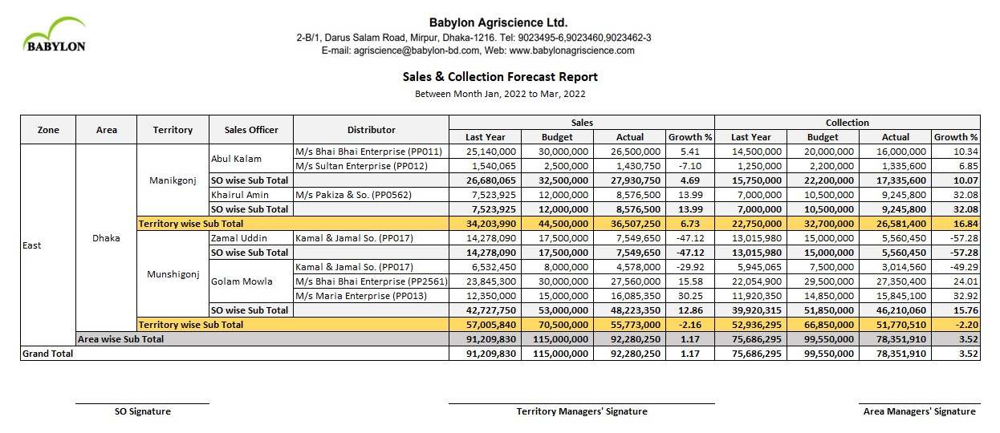 BABYLON
Babylon Agriscience Ltd.
2-B/1, Darus Salam Road, Mirpur, Dhaka-1216. Tel: 9023495-6,9023460,9023462-3
E-mail: agriscience@babylon-bd.com, Web: www.babylonagriscience.com
Sales & Collection Forecast Report
Between Month Jan, 2022 to Mar, 2022
Zone Area Territory Sales Officer Distributor Sales Collection
Last Year Budget Actual Growth % Last Year Budget Actual Growth %
East Dhaka Manikgonj Abul Kalam M/s Bhai Bhai Enterprise (PP011) 25,140,000 30,000,000 26,500,000 5.41 14,500,000 20,000,000 16,000,000 10.34
M/s Sultan Enterprise (PP012) 1,540,065 2,500,000 1,430,750 -7.10 1,250,000 2,200,000 1,335,600 6.85
SO wise Sub Total 26,680,065 32,500,000 27,930,750 4.69 15,750,000 22,200,000 17,335,600 10.07
Khairul Amin M/s Pakiza & So. (PP0562) 7,523,925 12,000,000 8,576,500 13.99 7,000,000 10,500,000 9,245,800 32.08
SO wise Sub Total 7,523,925 12,000,000 8,576,500 13.99 7,000,000 10,500,000 9,245,800 32.08
Territory wise Sub Total 34,203,990 44,500,000 36,507,250 6.73 22,750,000 32,700,000 26,581,400 16.84
Munshigonj Zamal Uddin Kamal & Jamal So. (PP017) 14,278,090 17,500,000 7,549,650 -47.12 13,015,980 15,000,000 5,560,450 -57.28
SO wise Sub Total 14,278,090 17,500,000 7,549,650 -47.12 13,015,980 15,000,000 5,560,450 -57.28
Golam Mowla Kamal & Jamal So. (PP017) 6,532,450 8,000,000 4,578,000 -29.92 5,945,065 7,500,000 3,014,560 -49.29
M/s Bhai Bhai Enterprise (PP2561) 23,845,300 30,000,000 27,560,000 15.58 22,054,900 29,500,000 27,350,400 24.01
M/s Maria Enterprise (PP013) 12,350,000 15,000,000 16,085,350 30.25 11,920,350 14,850,000 15,845,100 32.92
SO wise Sub Total 42,727,750 53,000,000 48,223,350 12.86 39,920,315 51,850,000 46,210,060 15.76
Territory wise Sub Total 57,005,840 70,500,000 55,773,000 -2.16 52,936,295 66,850,000 51,770,510 -2.20
Area wise Sub Total 91,209,830 115,000,000 92,280,250 1.17 75,686,295 99,550,000 78,351,910 3.52
Grand Total 91,209,830 115,000,000 92,280,250 1.17 75,686,295 99,550,000 78,351,910 3.52
SO Signature Territory Managers' Signature Area Managers' Signature